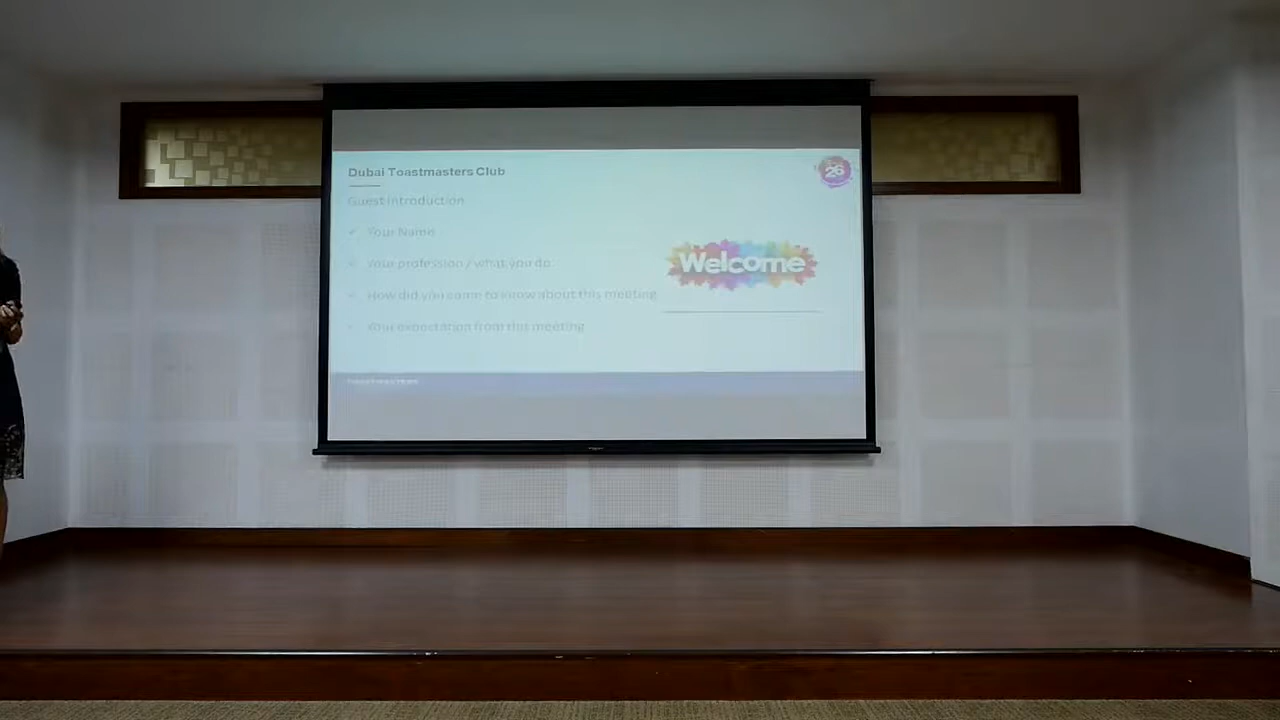 Dubai Toastmasters Club
26
Guest Introduction
Your Name
Your profession / what you do
Welcome
How did you come to know about this meeting
Your expectation from this meeting